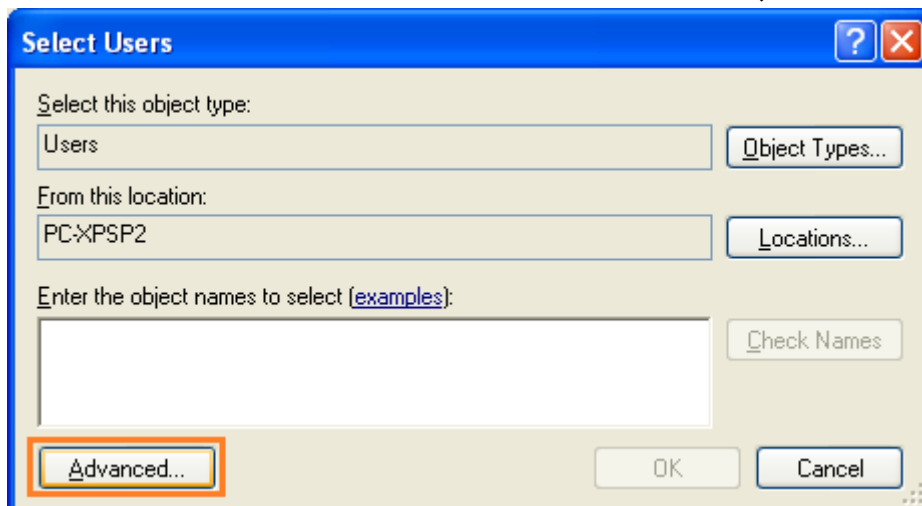 Select Users
Select this object type:
Users
Object Types...
From this location:
PC-XPSP2
Locations...
Enter the object names to select (examples):
Check Names
Advanced...
OK
Cancel